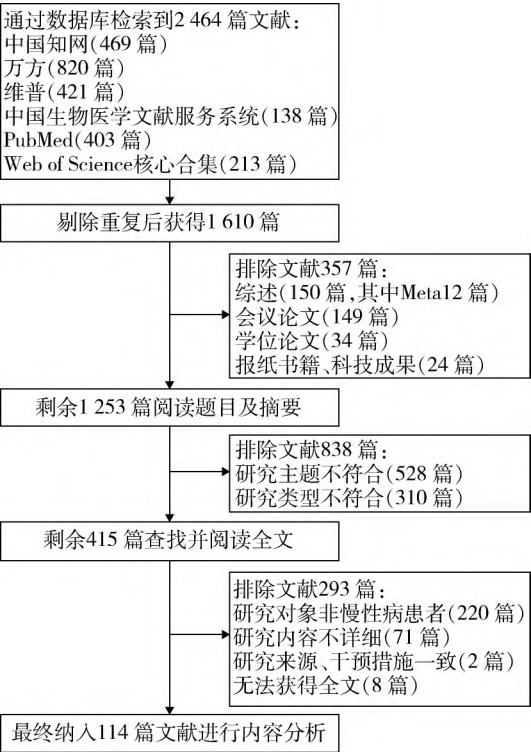 通过数据库检索到2 464 篇文献：
中国知网(469 篇)
万方(820 篇)
维普(421 篇)
中国生物医学文献服务系统(138 篇)
PubMed(403 篇)
Web of Science核心合集(213 篇)
剔除重复后获得1 610 篇
排除文献357 篇：
综述(150 篇,其中Meta12 篇)
会议论文(149 篇)
学位论文(34 篇)
报纸书籍、科技成果(24 篇)
剩余1 253 篇阅读题目及摘要
排除文献838 篇：
研究主题不符合(528 篇)
研究类型不符合(310 篇)
剩余415 篇查找并阅读全文
排除文献293 篇：
研究对象非慢性病患者(220 篇)
研究内容不详细(71 篇)
研究来源、干预措施一致(2 篇)
无法获得全文(8 篇)
最终纳入114 篇文献进行内容分析